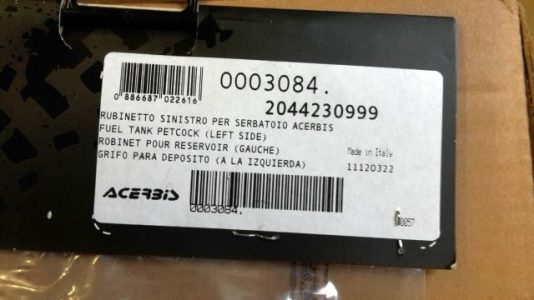 0003084.
0 886687 022616
2044230999
RUBINETTO SINISTRO PER SERBATOIO ACERBIS
FUEL TANK PETCOCK (LEFT SIDE)
ROBINET POUR RESERVOIR (GAUCHE)
Made in Italy
GRIFO PARA DEPOSITO (A LA IZQUIERDA)
11120322
ACERBIS
0003084.
0057